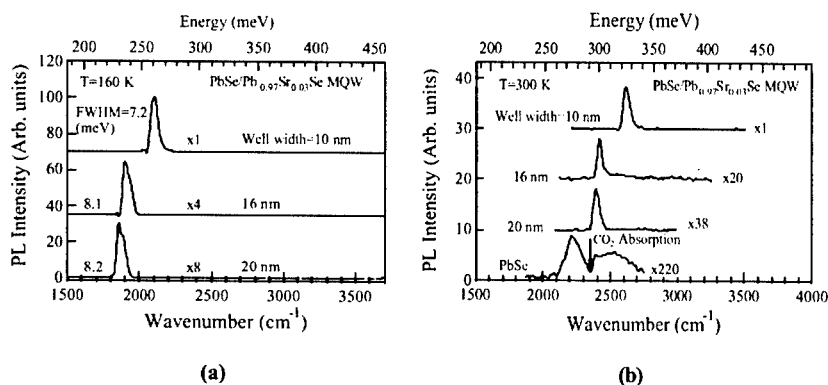 Energy (meV)
200 250 300 350 400 450
T=160 K PbSe/Pb0.97Sr0.03Se MQW
FWHM=7.2
(meV)
x1 Well width=10 nm
8.1 x4 16 nm
8.2 x8 20 nm
PL Intensity (Arb. units)
120
100
80
60
40
20
0
1500 2000 2500 3000 3500
Wavenumber (cm-1)
(a)
Energy (meV)
200 250 300 350 400 450
T=300 K PbSe/Pb0.97Sr0.03Se MQW
Well width=10 nm
x1
16 nm x20
20 nm x38
CO2 Absorption
PbSe x220
PL Intensity (Arb. units)
40
30
20
10
0
1500 2000 2500 3000 3500 4000
Wavenumber (cm-1)
(b)